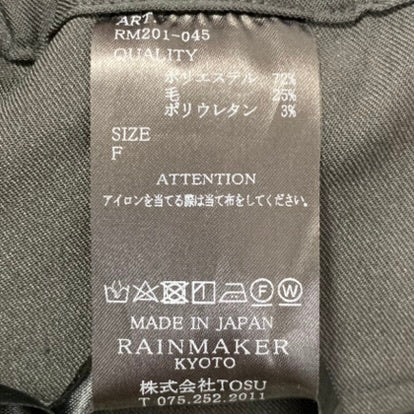 ART.
RM201-045
QUALITY
ポリエステル 72%
毛 25%
ポリウレタン 3%
SIZE
F
ATTENTION
アイロンを当てる際は当て布をしてください。
F W
MADE IN JAPAN
RAINMAKER
KYOTO
株式会社TOSU
T 075.252.2011